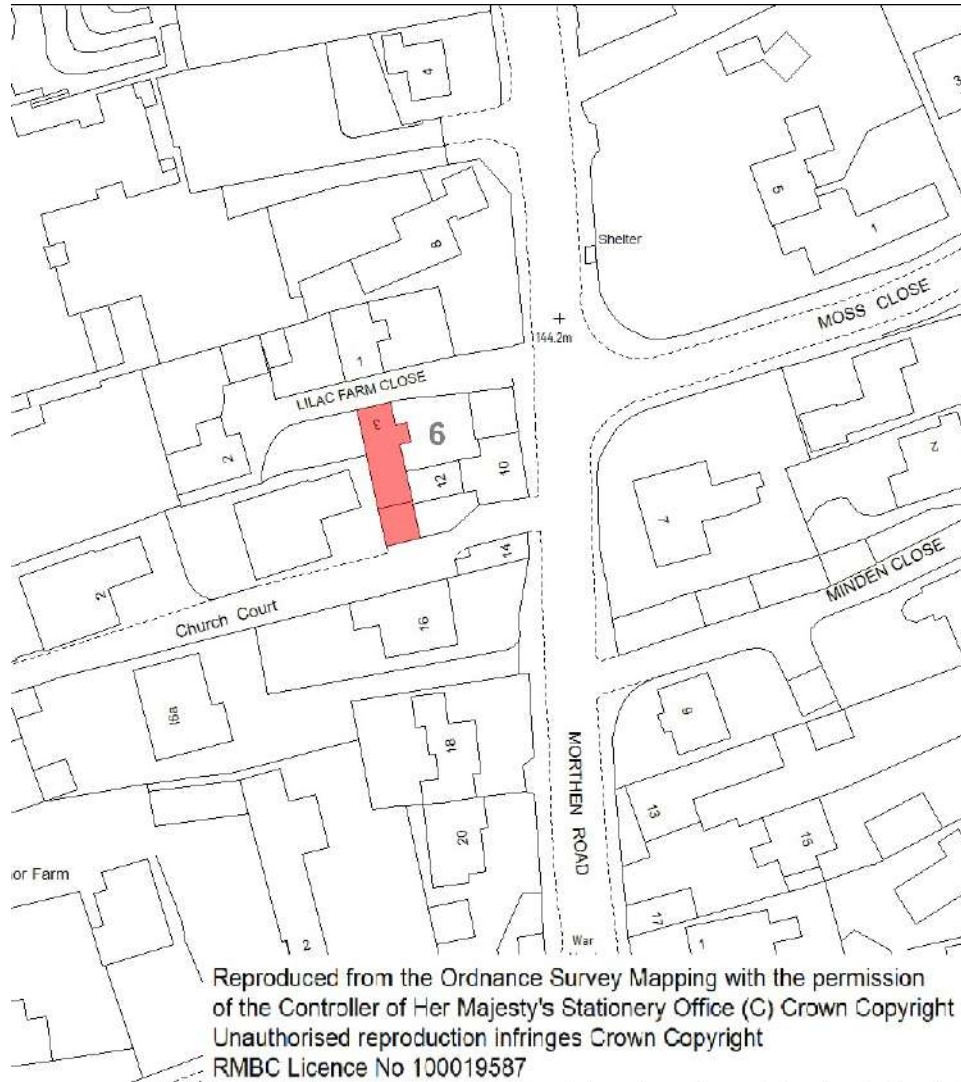 4
3
5
1
8
Shelter
MOSS CLOSE
144.2m
1
LILAC FARM CLOSE
3
6
2
2
12
10
7
14
MINDEN CLOSE
2
Church Court
16
16a
9
18
MORTHEN ROAD
13
20
15
or Farm
17
2
War
1
Reproduced from the Ordnance Survey Mapping with the permission
of the Controller of Her Majesty's Stationery Office (C) Crown Copyright
Unauthorised reproduction infringes Crown Copyright
RMBC Licence No 100019587